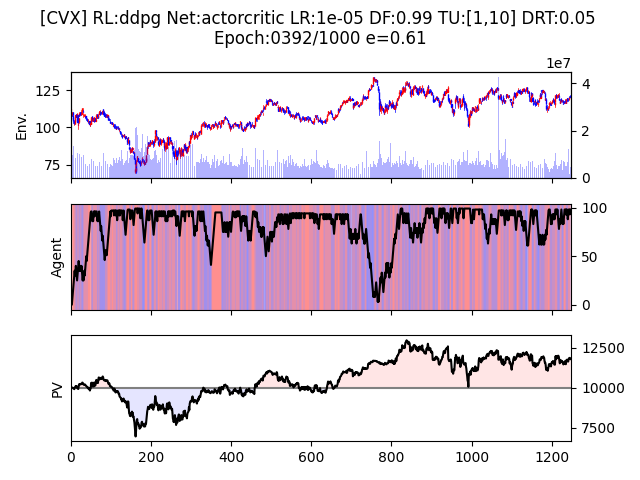 [CVX] RL:ddpg Net:actorcritic LR:1e-05 DF:0.99 TU:[1,10] DRT:0.05
Epoch:0392/1000 e=0.61
1e7
125
100
75
Env.
4
2
0
Agent
100
50
0
PV
12500
10000
7500
0 200 400 600 800 1000 1200